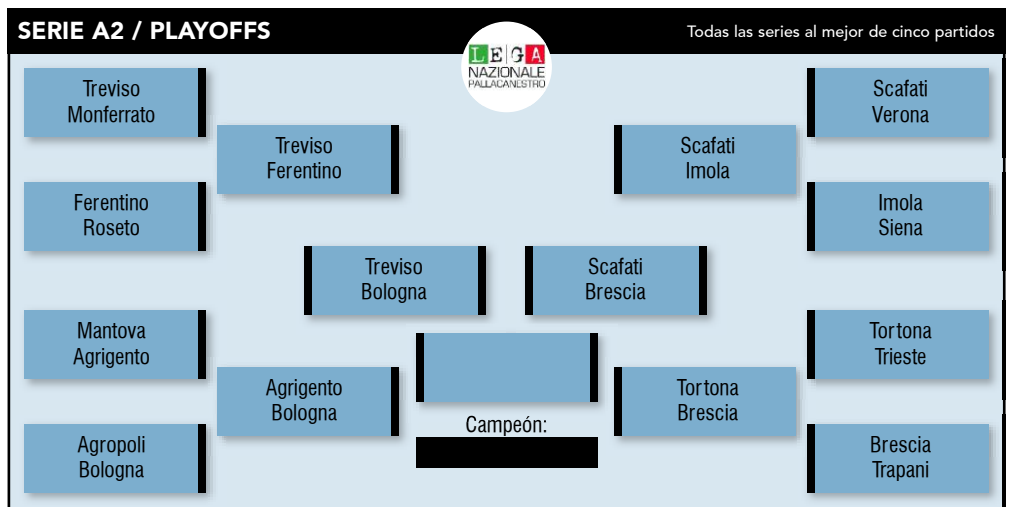 SERIE A2 / PLAYOFFS
Todas las series al mejor de cinco partidos
LEGA
NAZIONALE
PALLACANESTRO
Treviso
Monferrato
Scafati
Verona
Treviso
Ferentino
Scafati
Imola
Ferentino
Roseto
Imola
Siena
Treviso
Bologna
Scafati
Brescia
Mantova
Agrigento
Tortona
Trieste
Agrigento
Bologna
Tortona
Brescia
Campeón:
Agropoli
Bologna
Brescia
Trapani